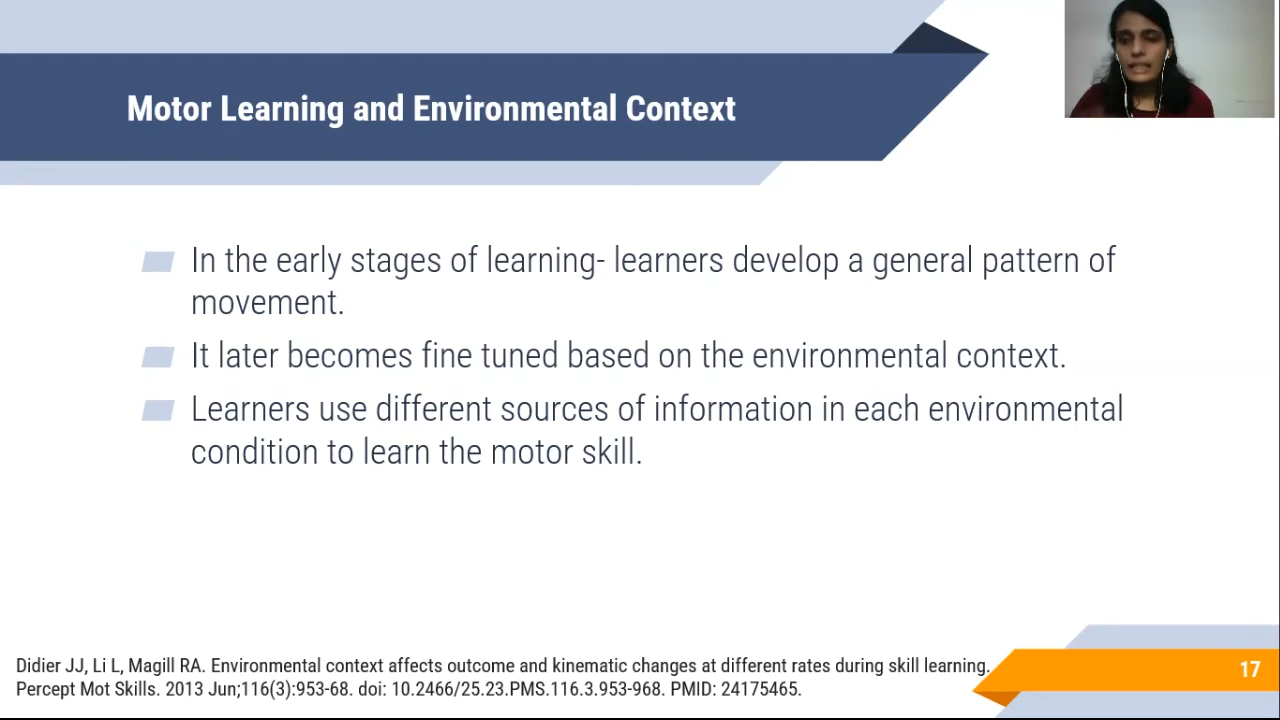 Motor Learning and Environmental Context
In the early stages of learning- learners develop a general pattern of
movement.
It later becomes fine tuned based on the environmental context.
Learners use different sources of information in each environmental
condition to learn the motor skill.
Didier JJ, Li L, Magill RA. Environmental context affects outcome and kinematic changes at different rates during skill learning.
Percept Mot Skills. 2013 Jun;116(3):953-68. doi: 10.2466/25.23.PMS.116.3.953-968. PMID: 24175465.
17